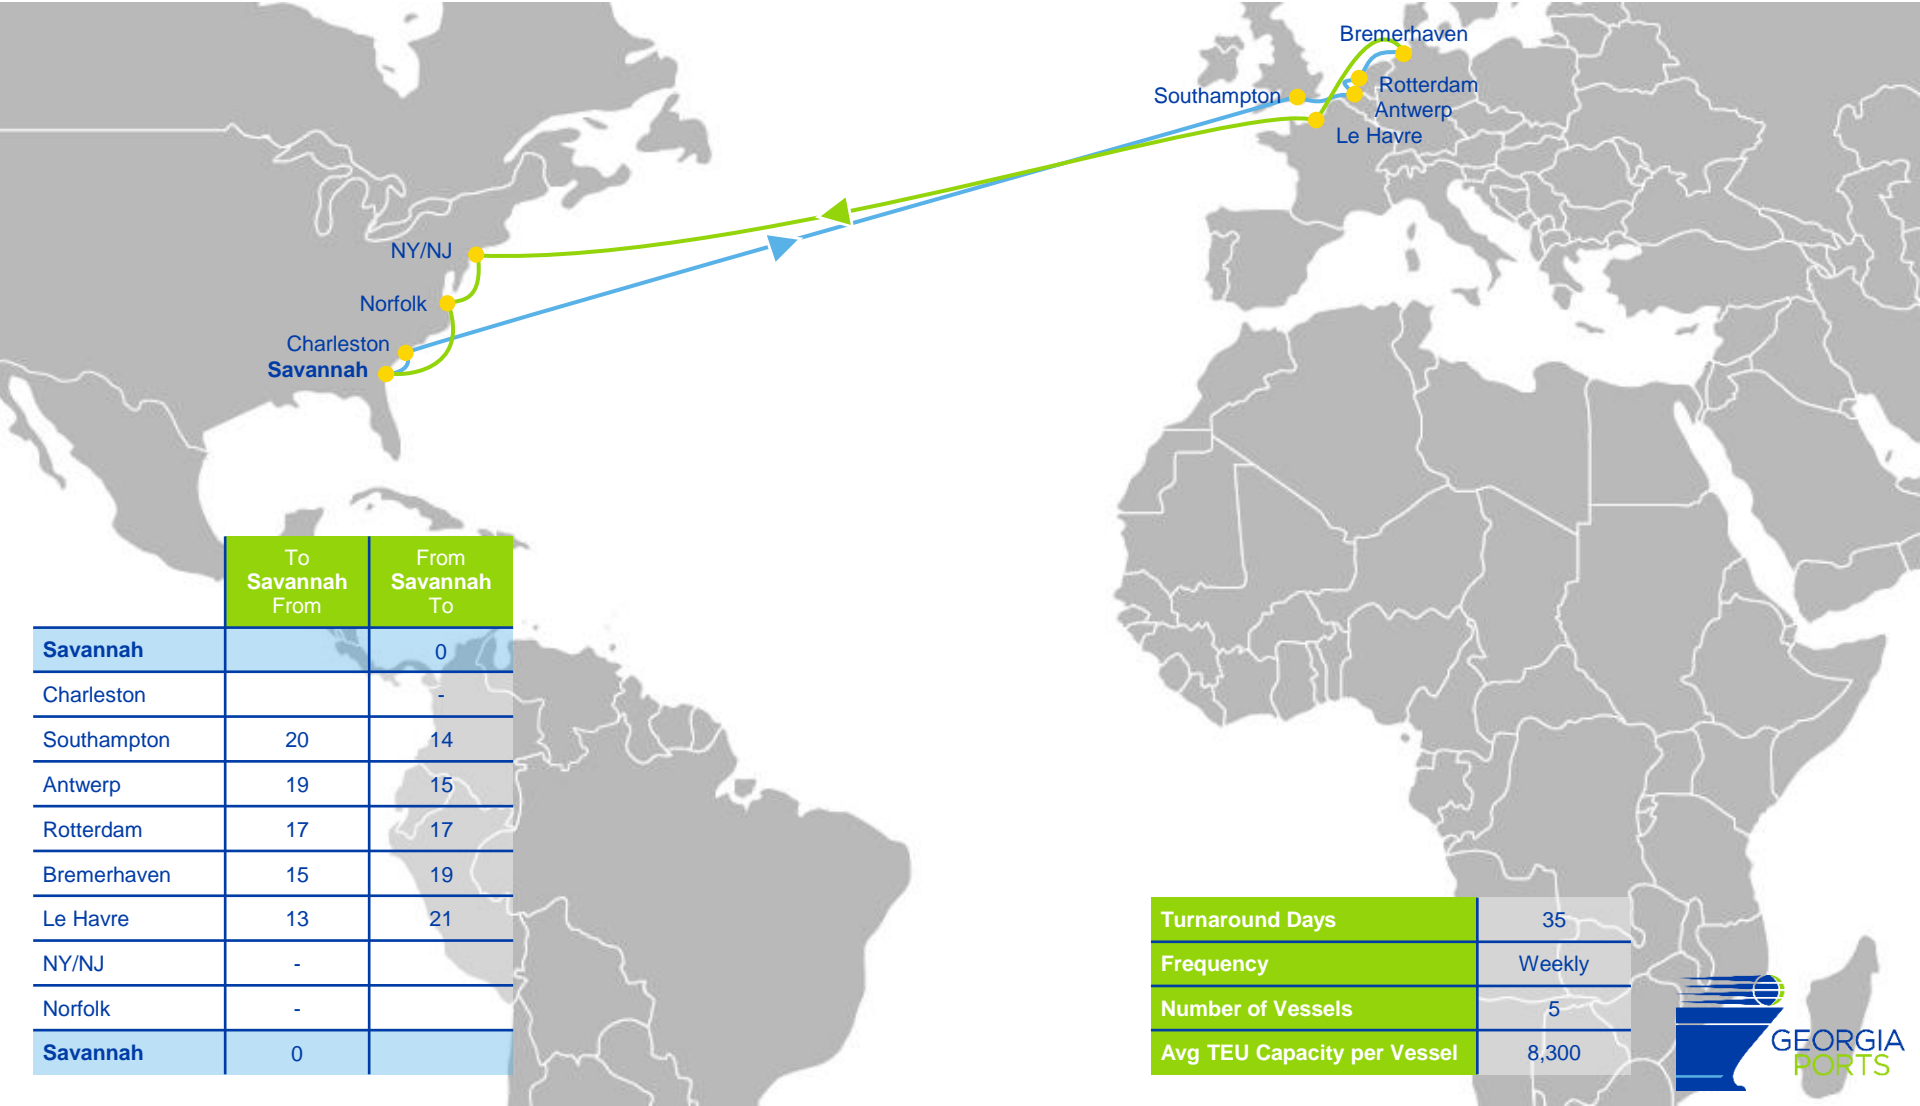 Bremerhaven
Rotterdam
Southampton
Antwerp
Le Havre
NY/NJ
Norfolk
Charleston
Savannah
To Savannah From
From Savannah To
Savannah 0
Charleston -
Southampton 20 14
Antwerp 19 15
Rotterdam 17 17
Bremerhaven 15 19
Le Havre 13 21
NY/NJ -
Norfolk -
Savannah 0
Turnaround Days 35
Frequency Weekly
Number of Vessels 5
Avg TEU Capacity per Vessel 8,300
GEORGIA
PORTS